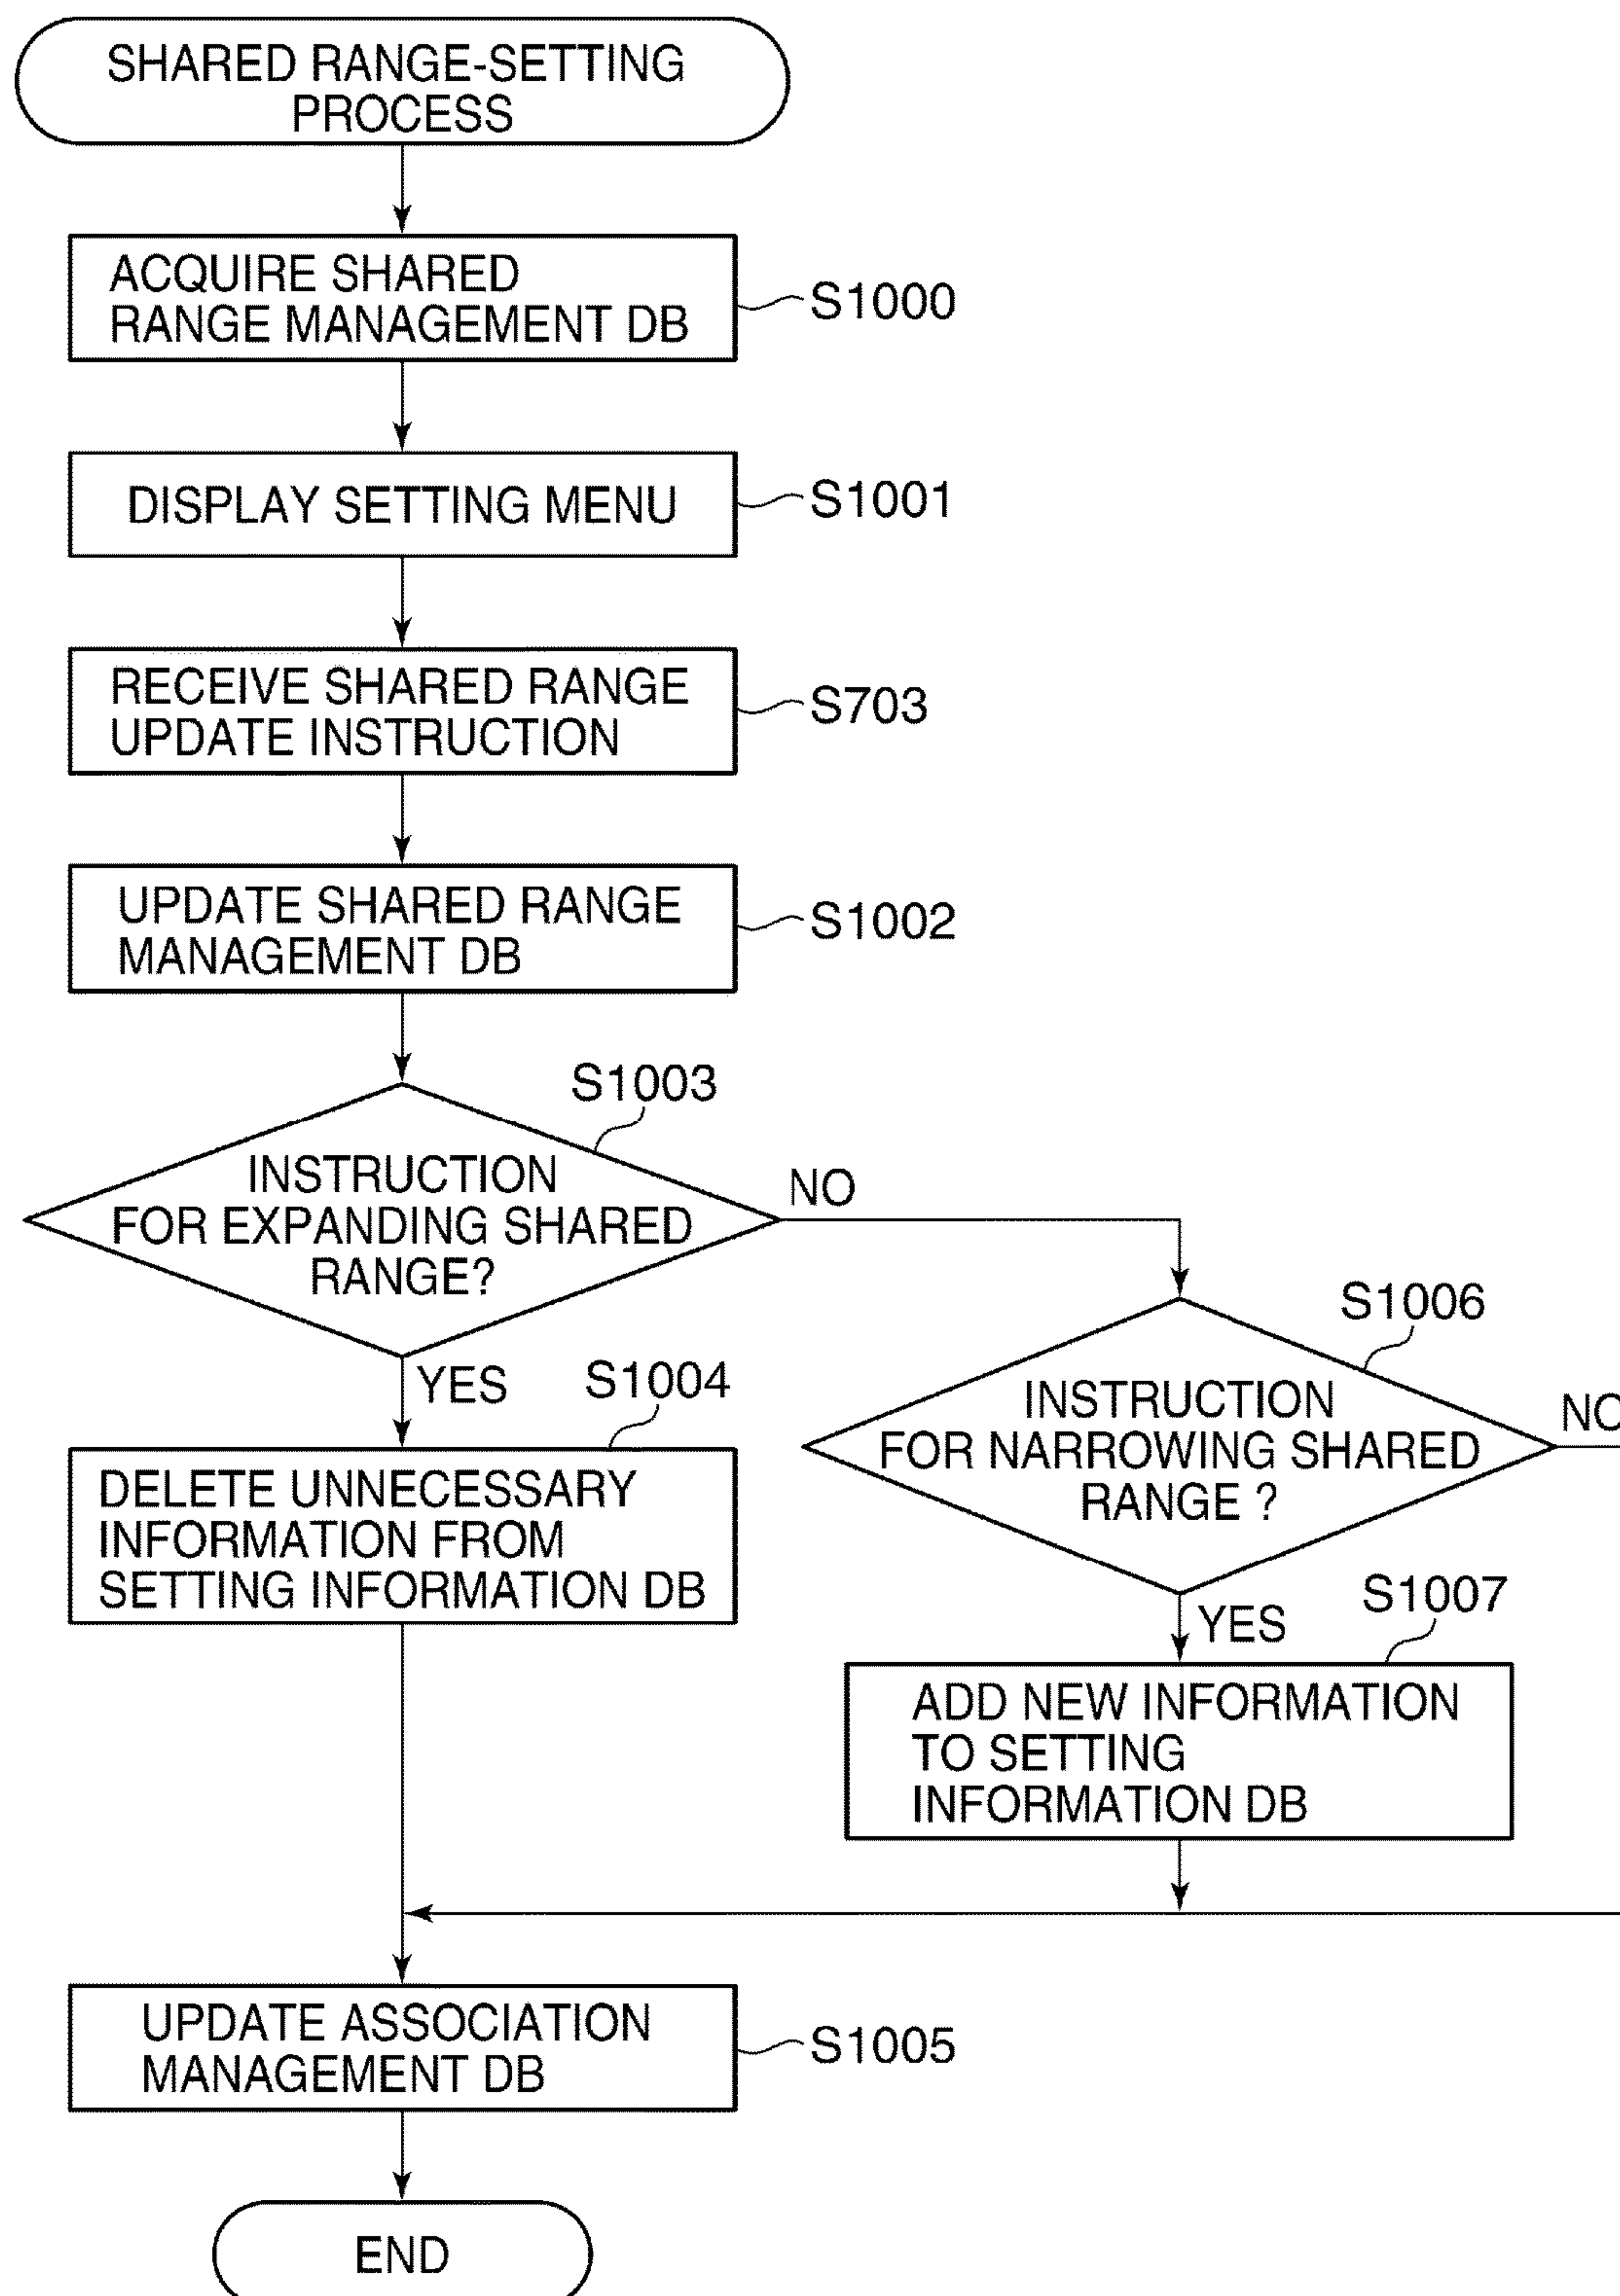 SHARED RANGE-SETTING
PROCESS
ACQUIRE SHARED
RANGE MANAGEMENT DB
S1000
DISPLAY SETTING MENU
S1001
RECEIVE SHARED RANGE
UPDATE INSTRUCTION
S703
UPDATE SHARED RANGE
MANAGEMENT DB
S1002
S1003
INSTRUCTION
FOR EXPANDING SHARED
RANGE?
NO
YES
S1004
DELETE UNNECESSARY
INFORMATION FROM
SETTING INFORMATION DB
S1006
INSTRUCTION
FOR NARROWING SHARED
RANGE ?
NO
YES
S1007
ADD NEW INFORMATION
TO SETTING
INFORMATION DB
UPDATE ASSOCIATION
MANAGEMENT DB
S1005
END